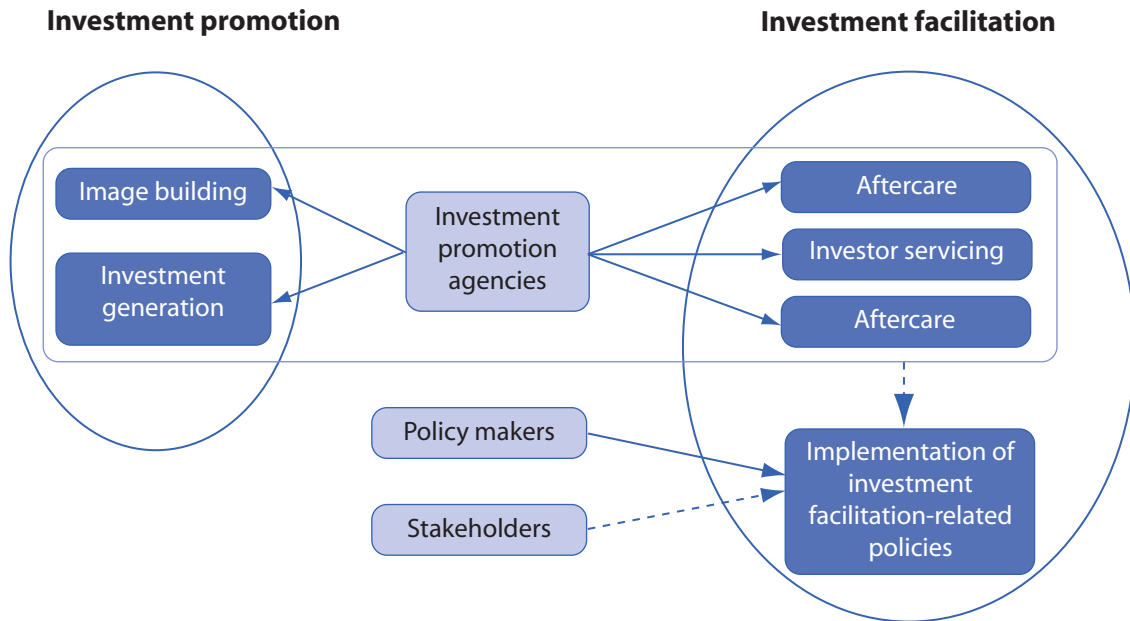 Investment promotion
Investment facilitation
Image building
Investment
generation
Investment
promotion
agencies
Aftercare
Investor servicing
Aftercare
Policy makers
Stakeholders
Implementation of
investment
facilitation-related
policies